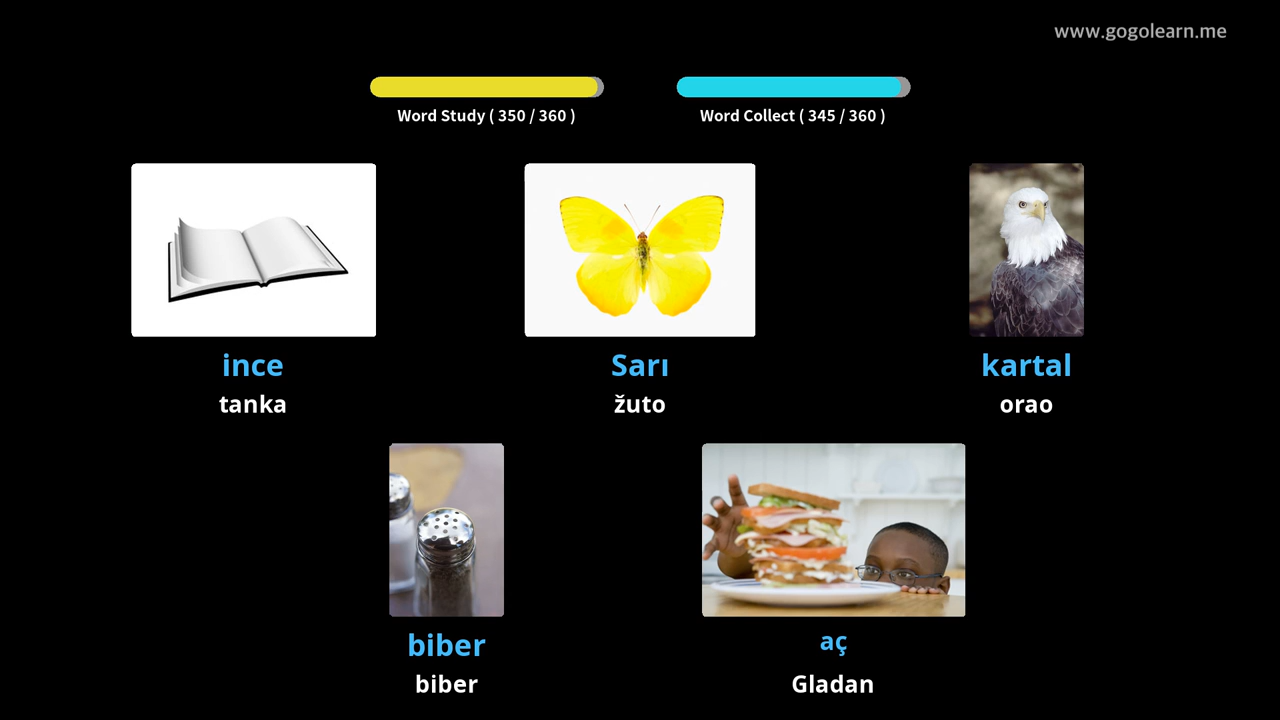 www.gogolearn.me
Word Study ( 350 / 360 )
Word Collect ( 345 / 360 )
ince
tanka
Sarı
žuto
kartal
orao
biber
biber
aç
Gladan